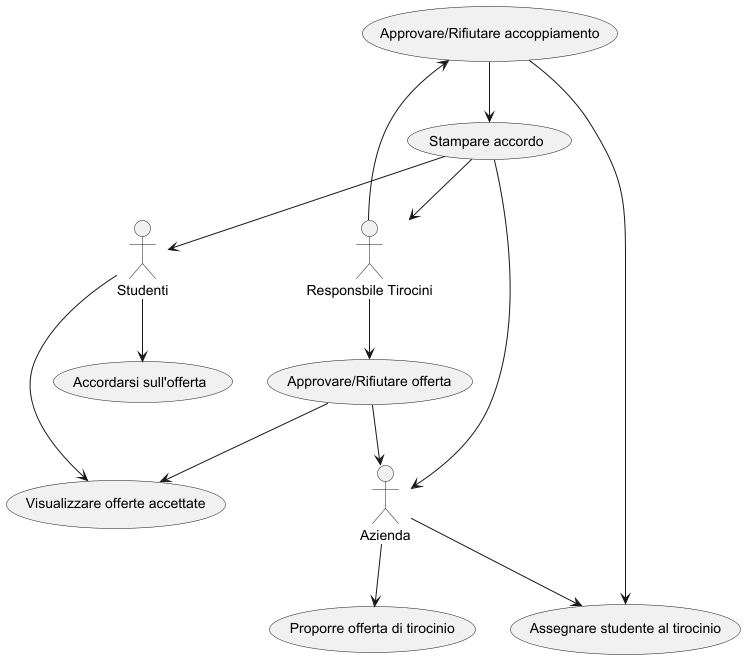 Approvare/Rifiutare accoppiamento
Stampare accordo
Studenti
Responsbile Tirocini
Accordarsi sull'offerta
Approvare/Rifiutare offerta
Visualizzare offerte accettate
Azienda
Proporre offerta di tirocinio
Assegnare studente al tirocinio